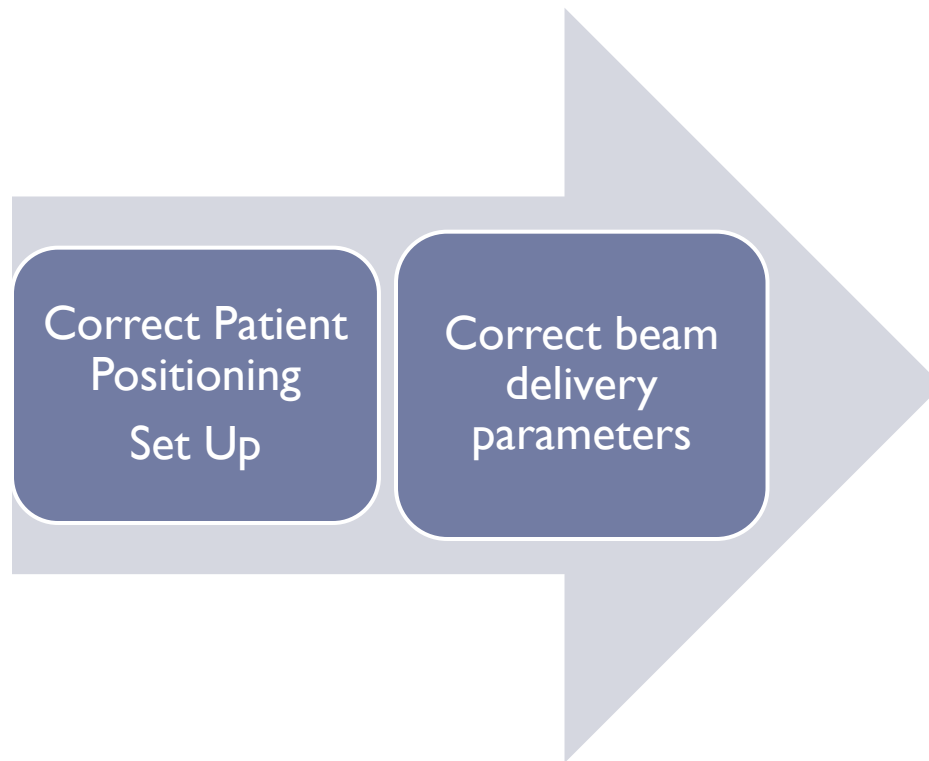 Correct Patient
Positioning
Set Up
Correct beam
delivery
parameters